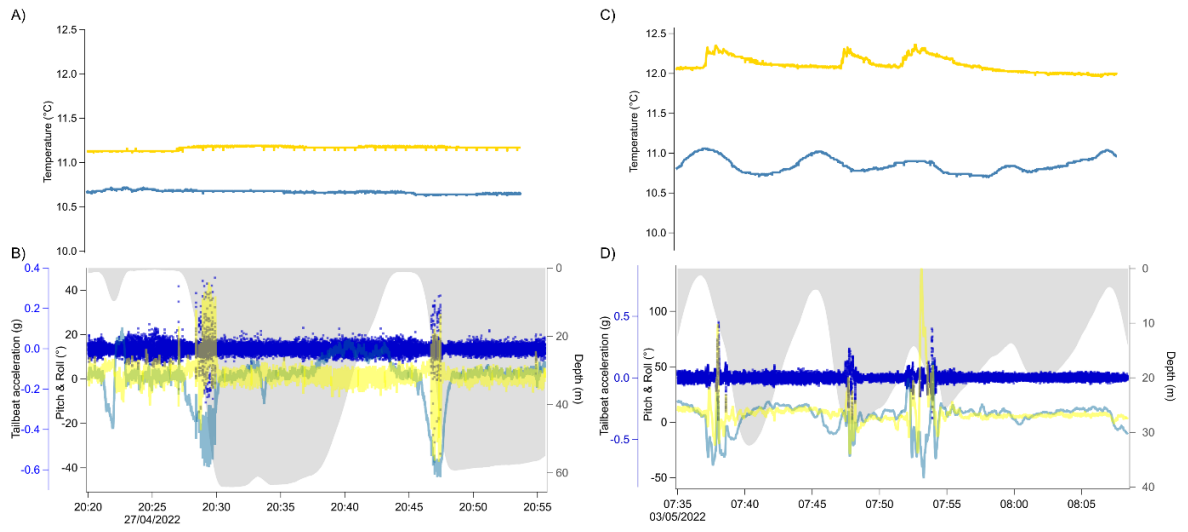 A)
12.5
12.0
11.5
11.0
10.5
10.0
Temperature (°C)
B)
0.4
0.2
0.0
-0.2
-0.4
-0.6
Tailbeat acceleration (g)
40
20
0
-20
-40
Pitch & Roll (°)
0
20
40
60
Depth (m)
20:20 20:25 20:30 20:35 20:40 20:45 20:50 20:55
27/04/2022
C)
12.5
12.0
11.5
11.0
10.5
10.0
Temperature (°C)
D)
0.5
0.0
-0.5
Tailbeat acceleration (g)
100
50
0
-50
Pitch & Roll (°)
0
10
20
30
40
Depth (m)
07:35 07:40 07:45 07:50 07:55 08:00 08:05
03/05/2022